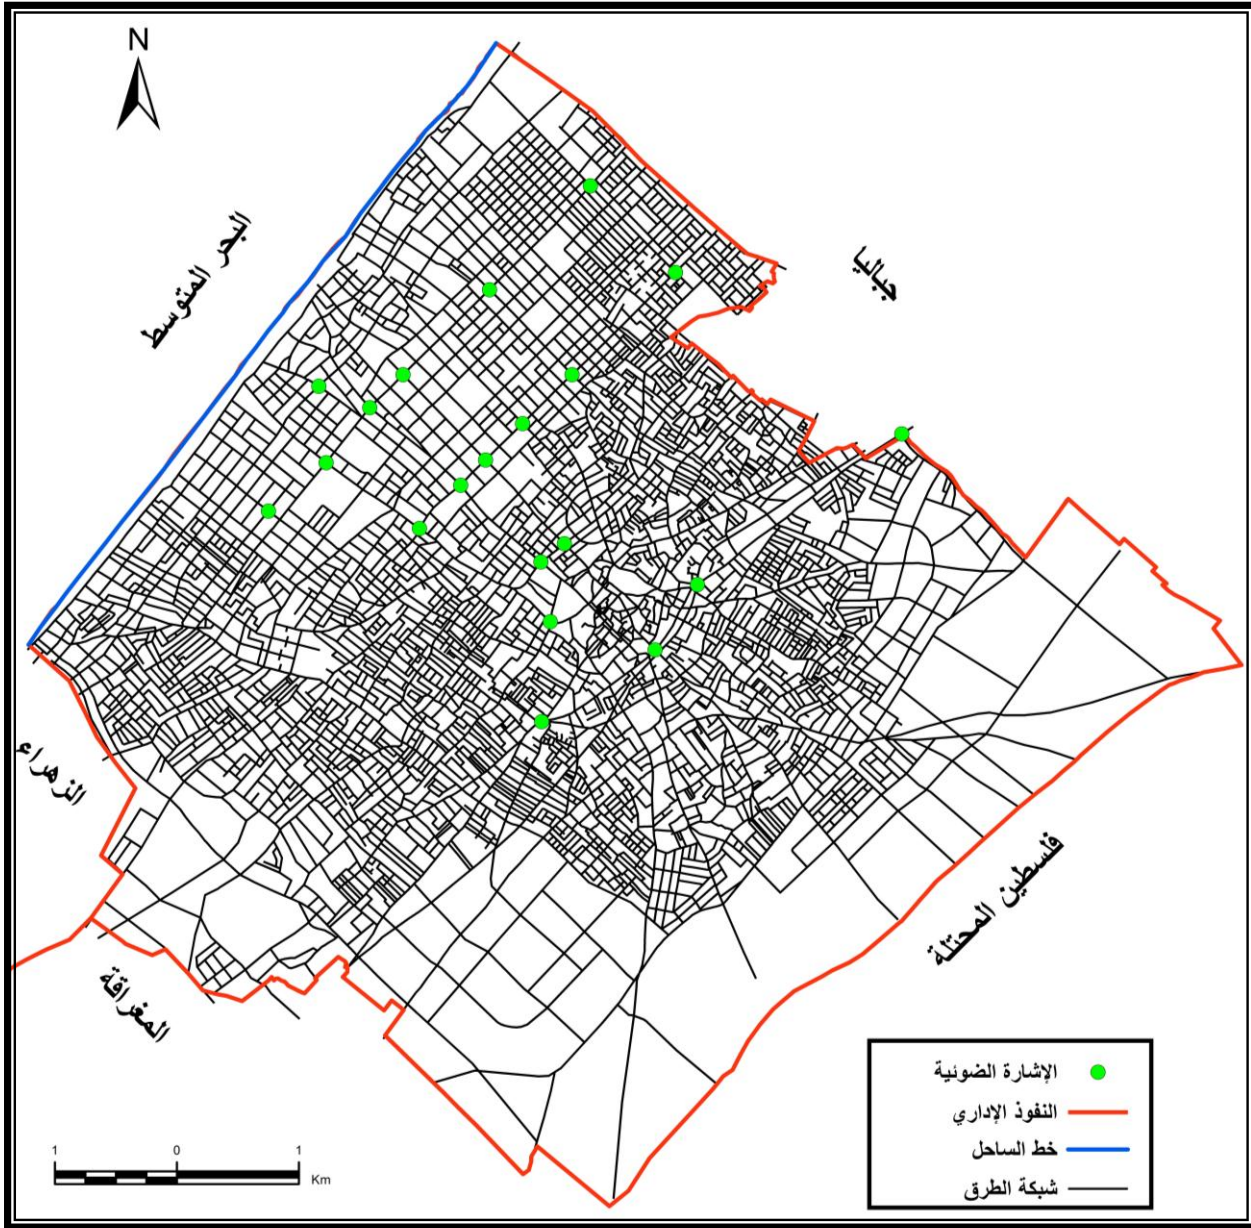 N
البحر المتوسط
جباليا
الزهراء
المغراقة
فلسطين المحتلة
الإشارة الضوئية
النفوذ الإداري
خط الساحل
شبكة الطرق
1 0 1
Km